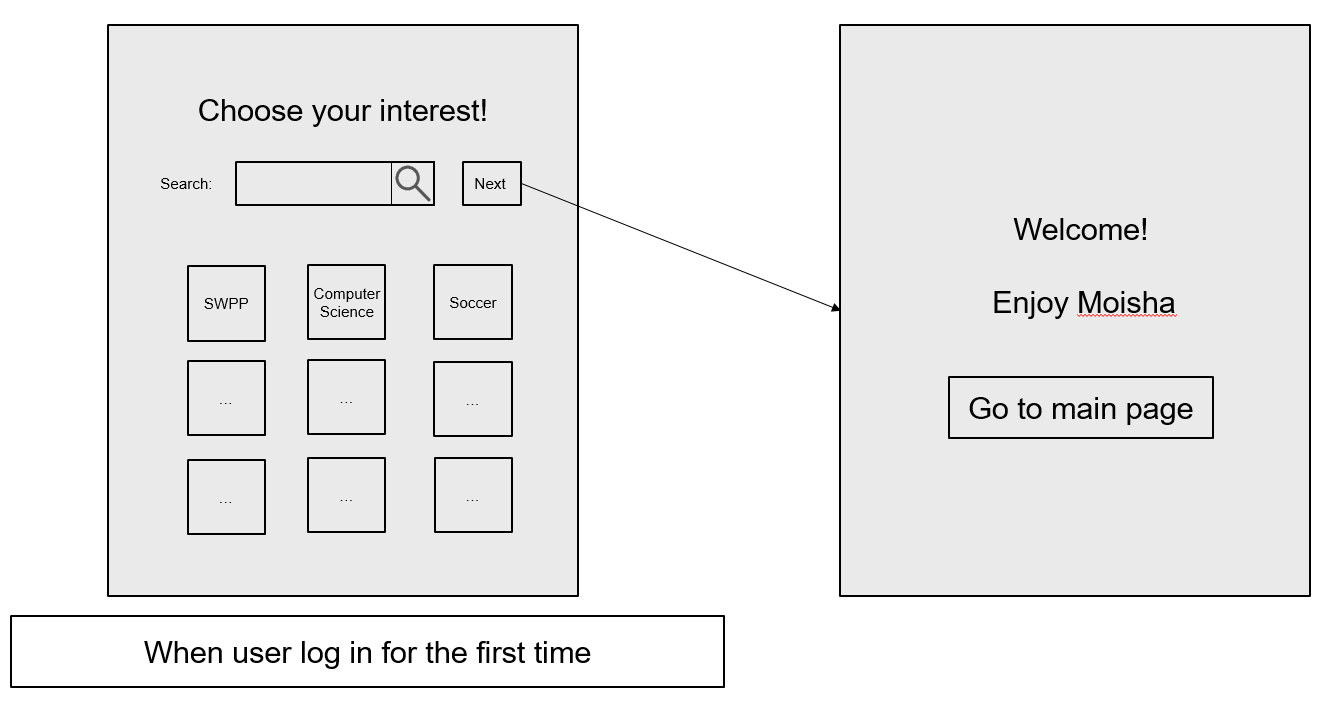 Choose your interest!
Search:
Next
SWPP
Computer
Science
Soccer
...
...
...
...
...
...
When user log in for the first time
Welcome!
Enjoy Moisha
Go to main page